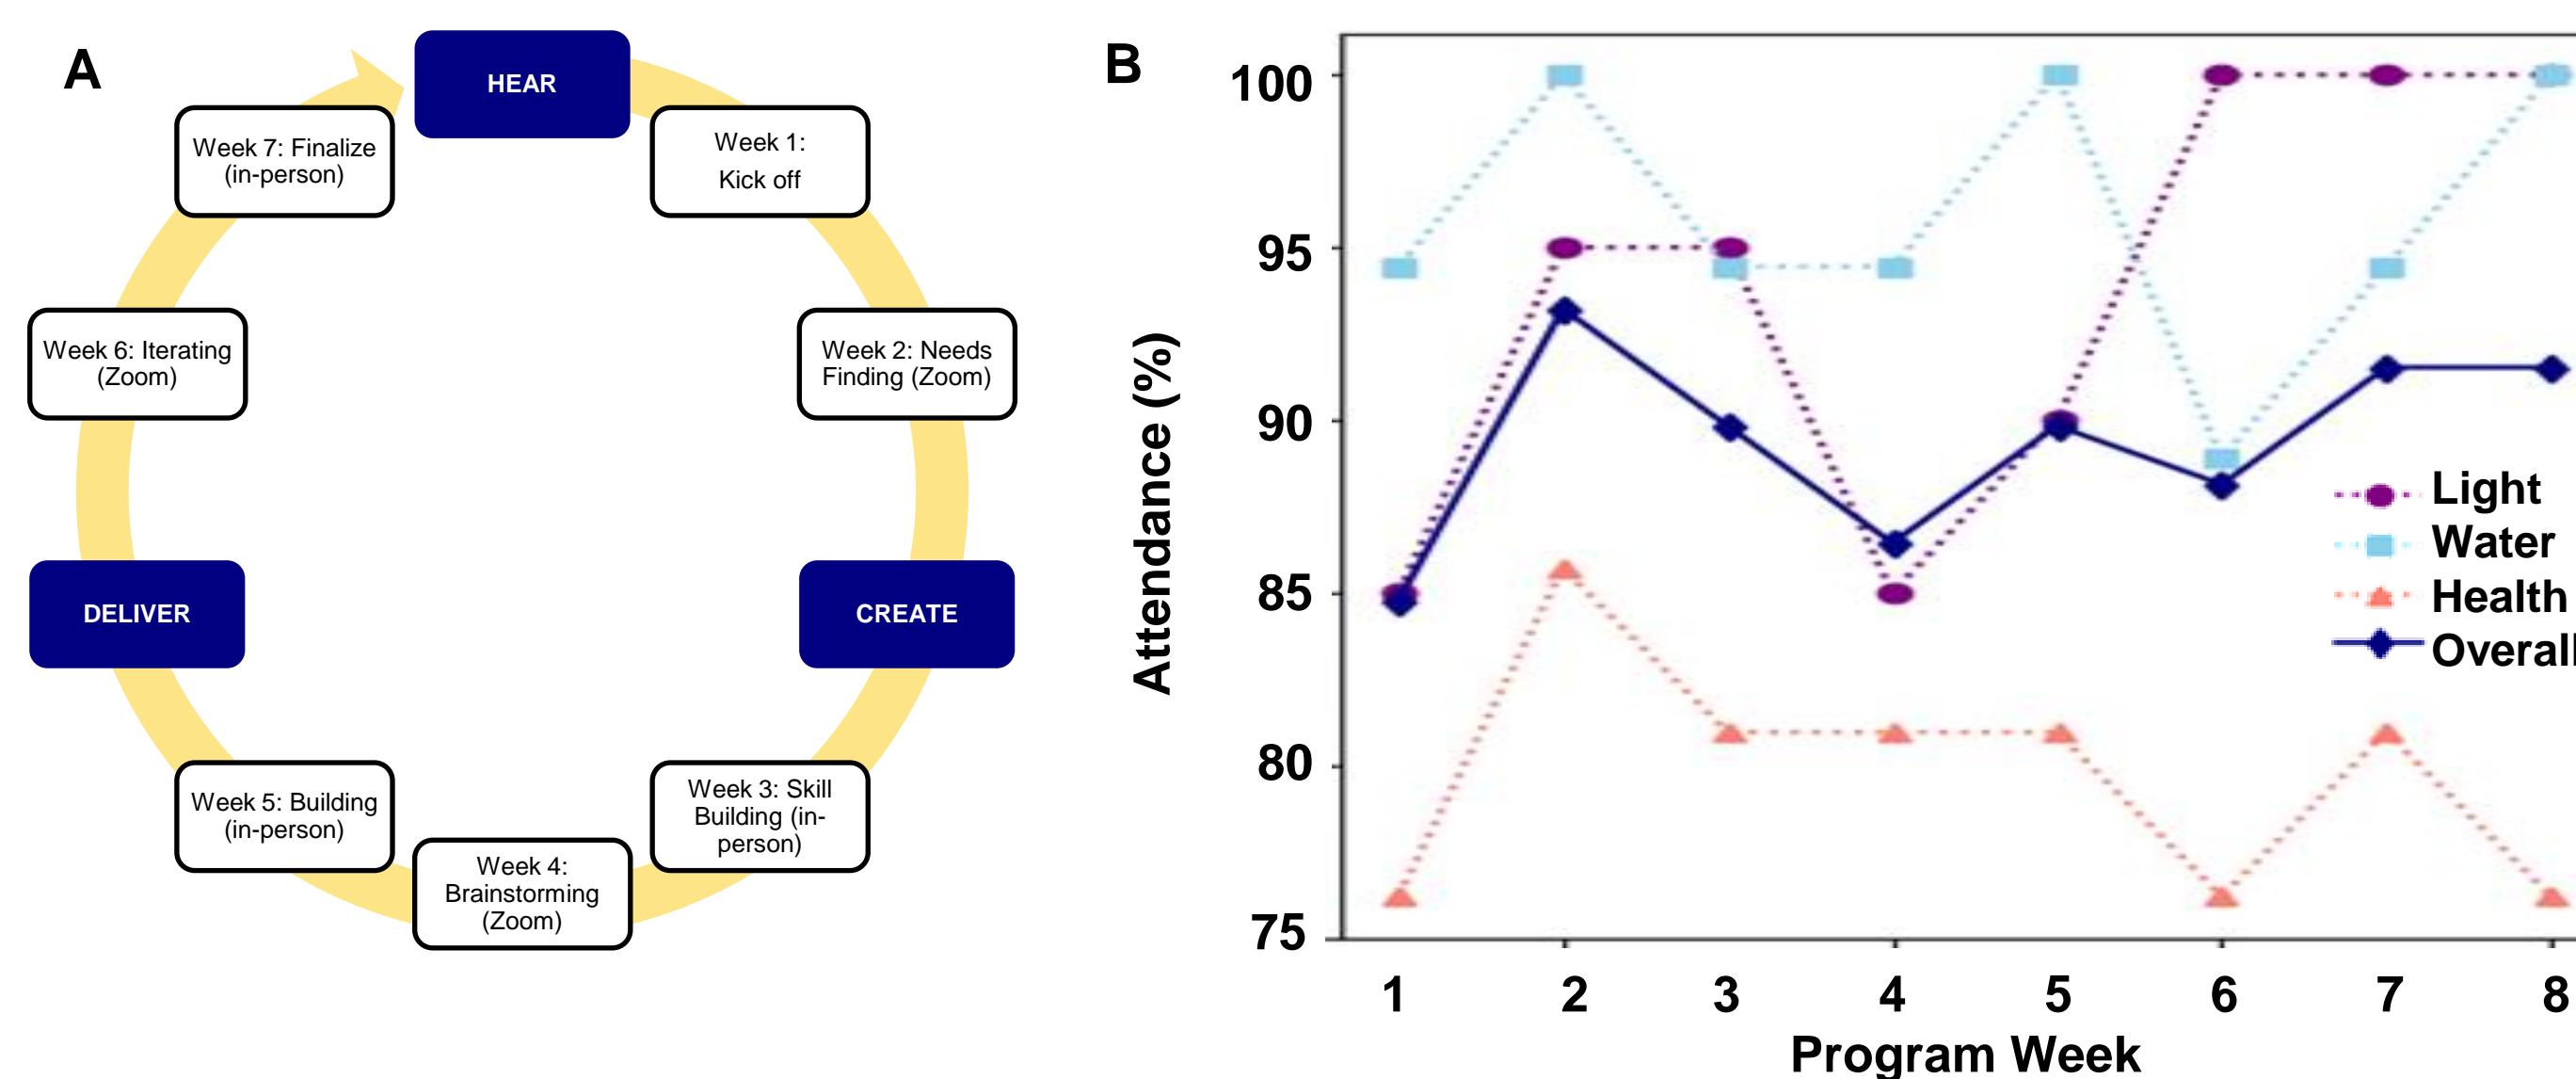 A
HEAR
Week 1:
Kick off
Week 2: Needs
Finding (Zoom)
CREATE
Week 3: Skill
Building (in-
person)
Week 4:
Brainstorming
(Zoom)
Week 5: Building
(in-person)
DELIVER
Week 6: Iterating
(Zoom)
Week 7: Finalize
(in-person)
B
Attendance (%)
100
95
90
85
80
75
1 2 3 4 5 6 7 8
Program Week
Light
Water
Health
Overall